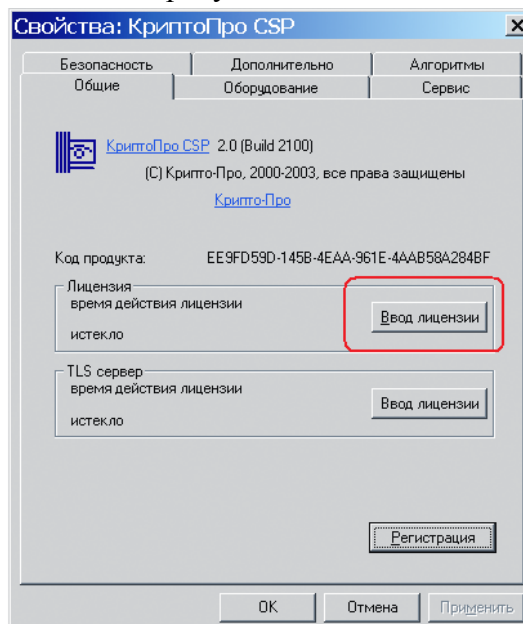 Свойства: КриптоПро CSP
Безопасность Дополнительно Алгоритмы
Общие Оборудование Сервис
КриптоПро CSP 2.0 (Build 2100)
(C) Крипто-Про, 2000-2003, все права защищены
Крипто-Про
Код продукта: EE9FD59D-145B-4EAA-961E-4AAB58A284BF
Лицензия
время действия лицензии
Ввод лицензии
истекло
TLS сервер
время действия лицензии
Ввод лицензии
истекло
Регистрация
OK Отмена Применить